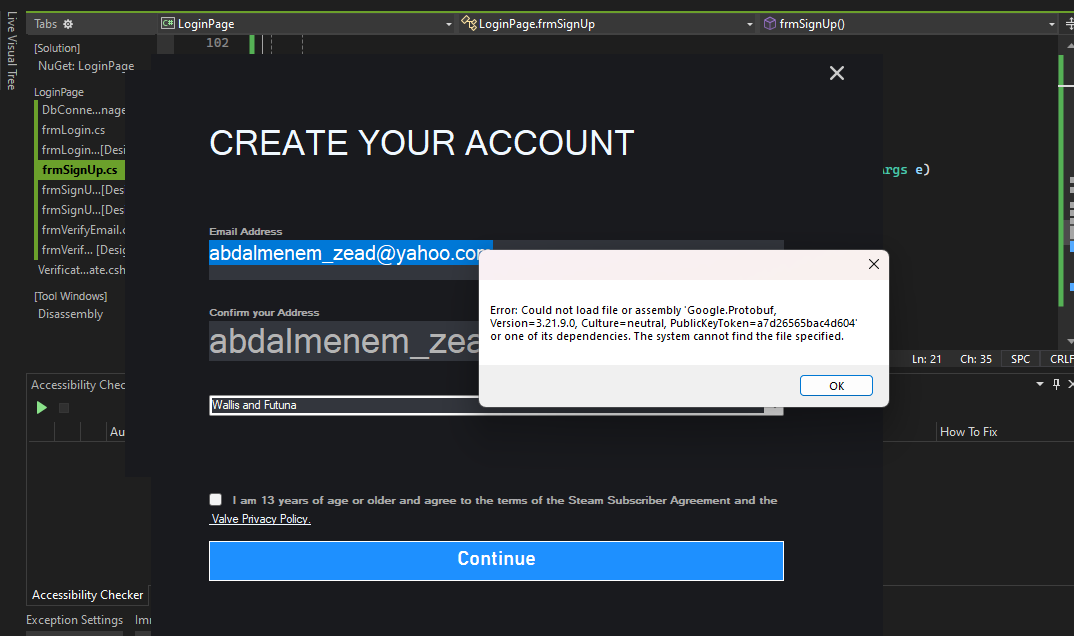 Live Visual Tree
Tabs
C# LoginPage
LoginPage.frmSignUp
frmSignUp()
[Solution]
NuGet: LoginPage
LoginPage
DbConne...nage
frmLogin.cs
frmLogin...[Desi
frmSignUp.cs
frmSignU...[Des
frmSignU...[Des
frmVerifyEmail.c
frmVerif... [Desig
Verificat...ate.csh
[Tool Windows]
Disassembly
102
CREATE YOUR ACCOUNT
rgs e)
Email Address
abdalmenem_zead@yahoo.com
Confirm your Address
abdalmenem_zea
Wallis and Futuna
Error: Could not load file or assembly 'Google.Protobuf,
Version=3.21.9.0, Culture=neutral, PublicKeyToken=a7d26565bac4d604'
or one of its dependencies. The system cannot find the file specified.
OK
I am 13 years of age or older and agree to the terms of the Steam Subscriber Agreement and the
Valve Privacy Policy.
Continue
Ln: 21 Ch: 35 SPC CRLF
Accessibility Chec
Au
How To Fix
Accessibility Checker
Exception Settings Imr